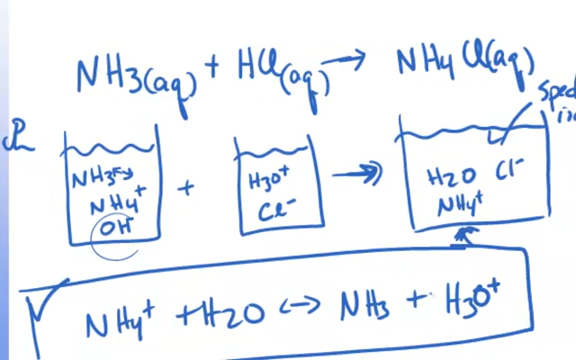 NH3(aq) + HCl(aq) → NH4Cl(aq)
NH3 ↔
NH4+
OH-
+
H3O+
Cl-
→
H2O Cl-
NH4+
NH4+ + H2O ↔ NH3 + H3O+